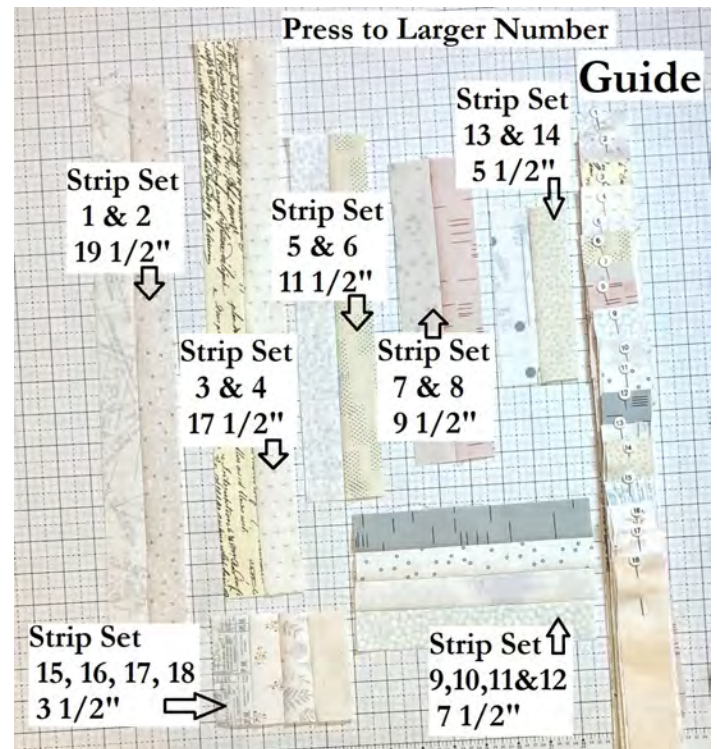 Press to Larger Number
Guide
Strip Set
13 & 14
5 1/2"
Strip Set
1 & 2
19 1/2"
Strip Set
5 & 6
11 1/2"
Strip Set
3 & 4
17 1/2"
Strip Set
7 & 8
9 1/2"
Strip Set
15, 16, 17, 18
3 1/2"
Strip Set
9,10,11&12
7 1/2"